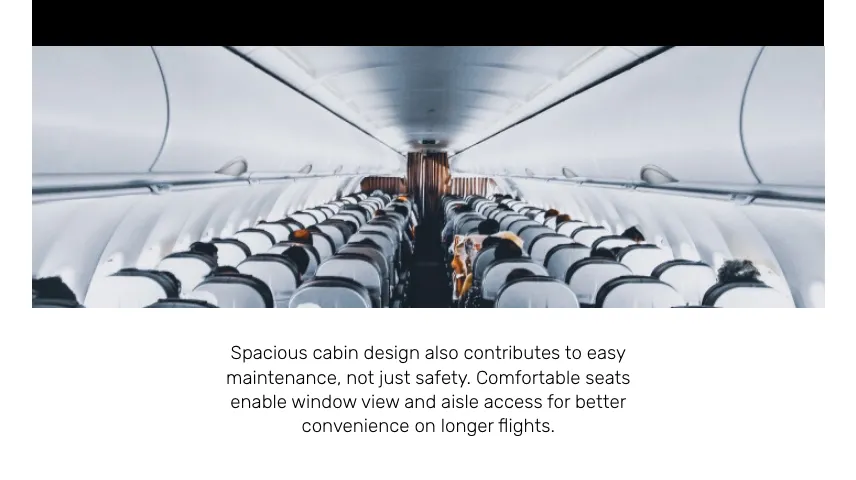 Spacious cabin design also contributes to easy
maintenance, not just safety. Comfortable seats
enable window view and aisle access for better
convenience on longer flights.